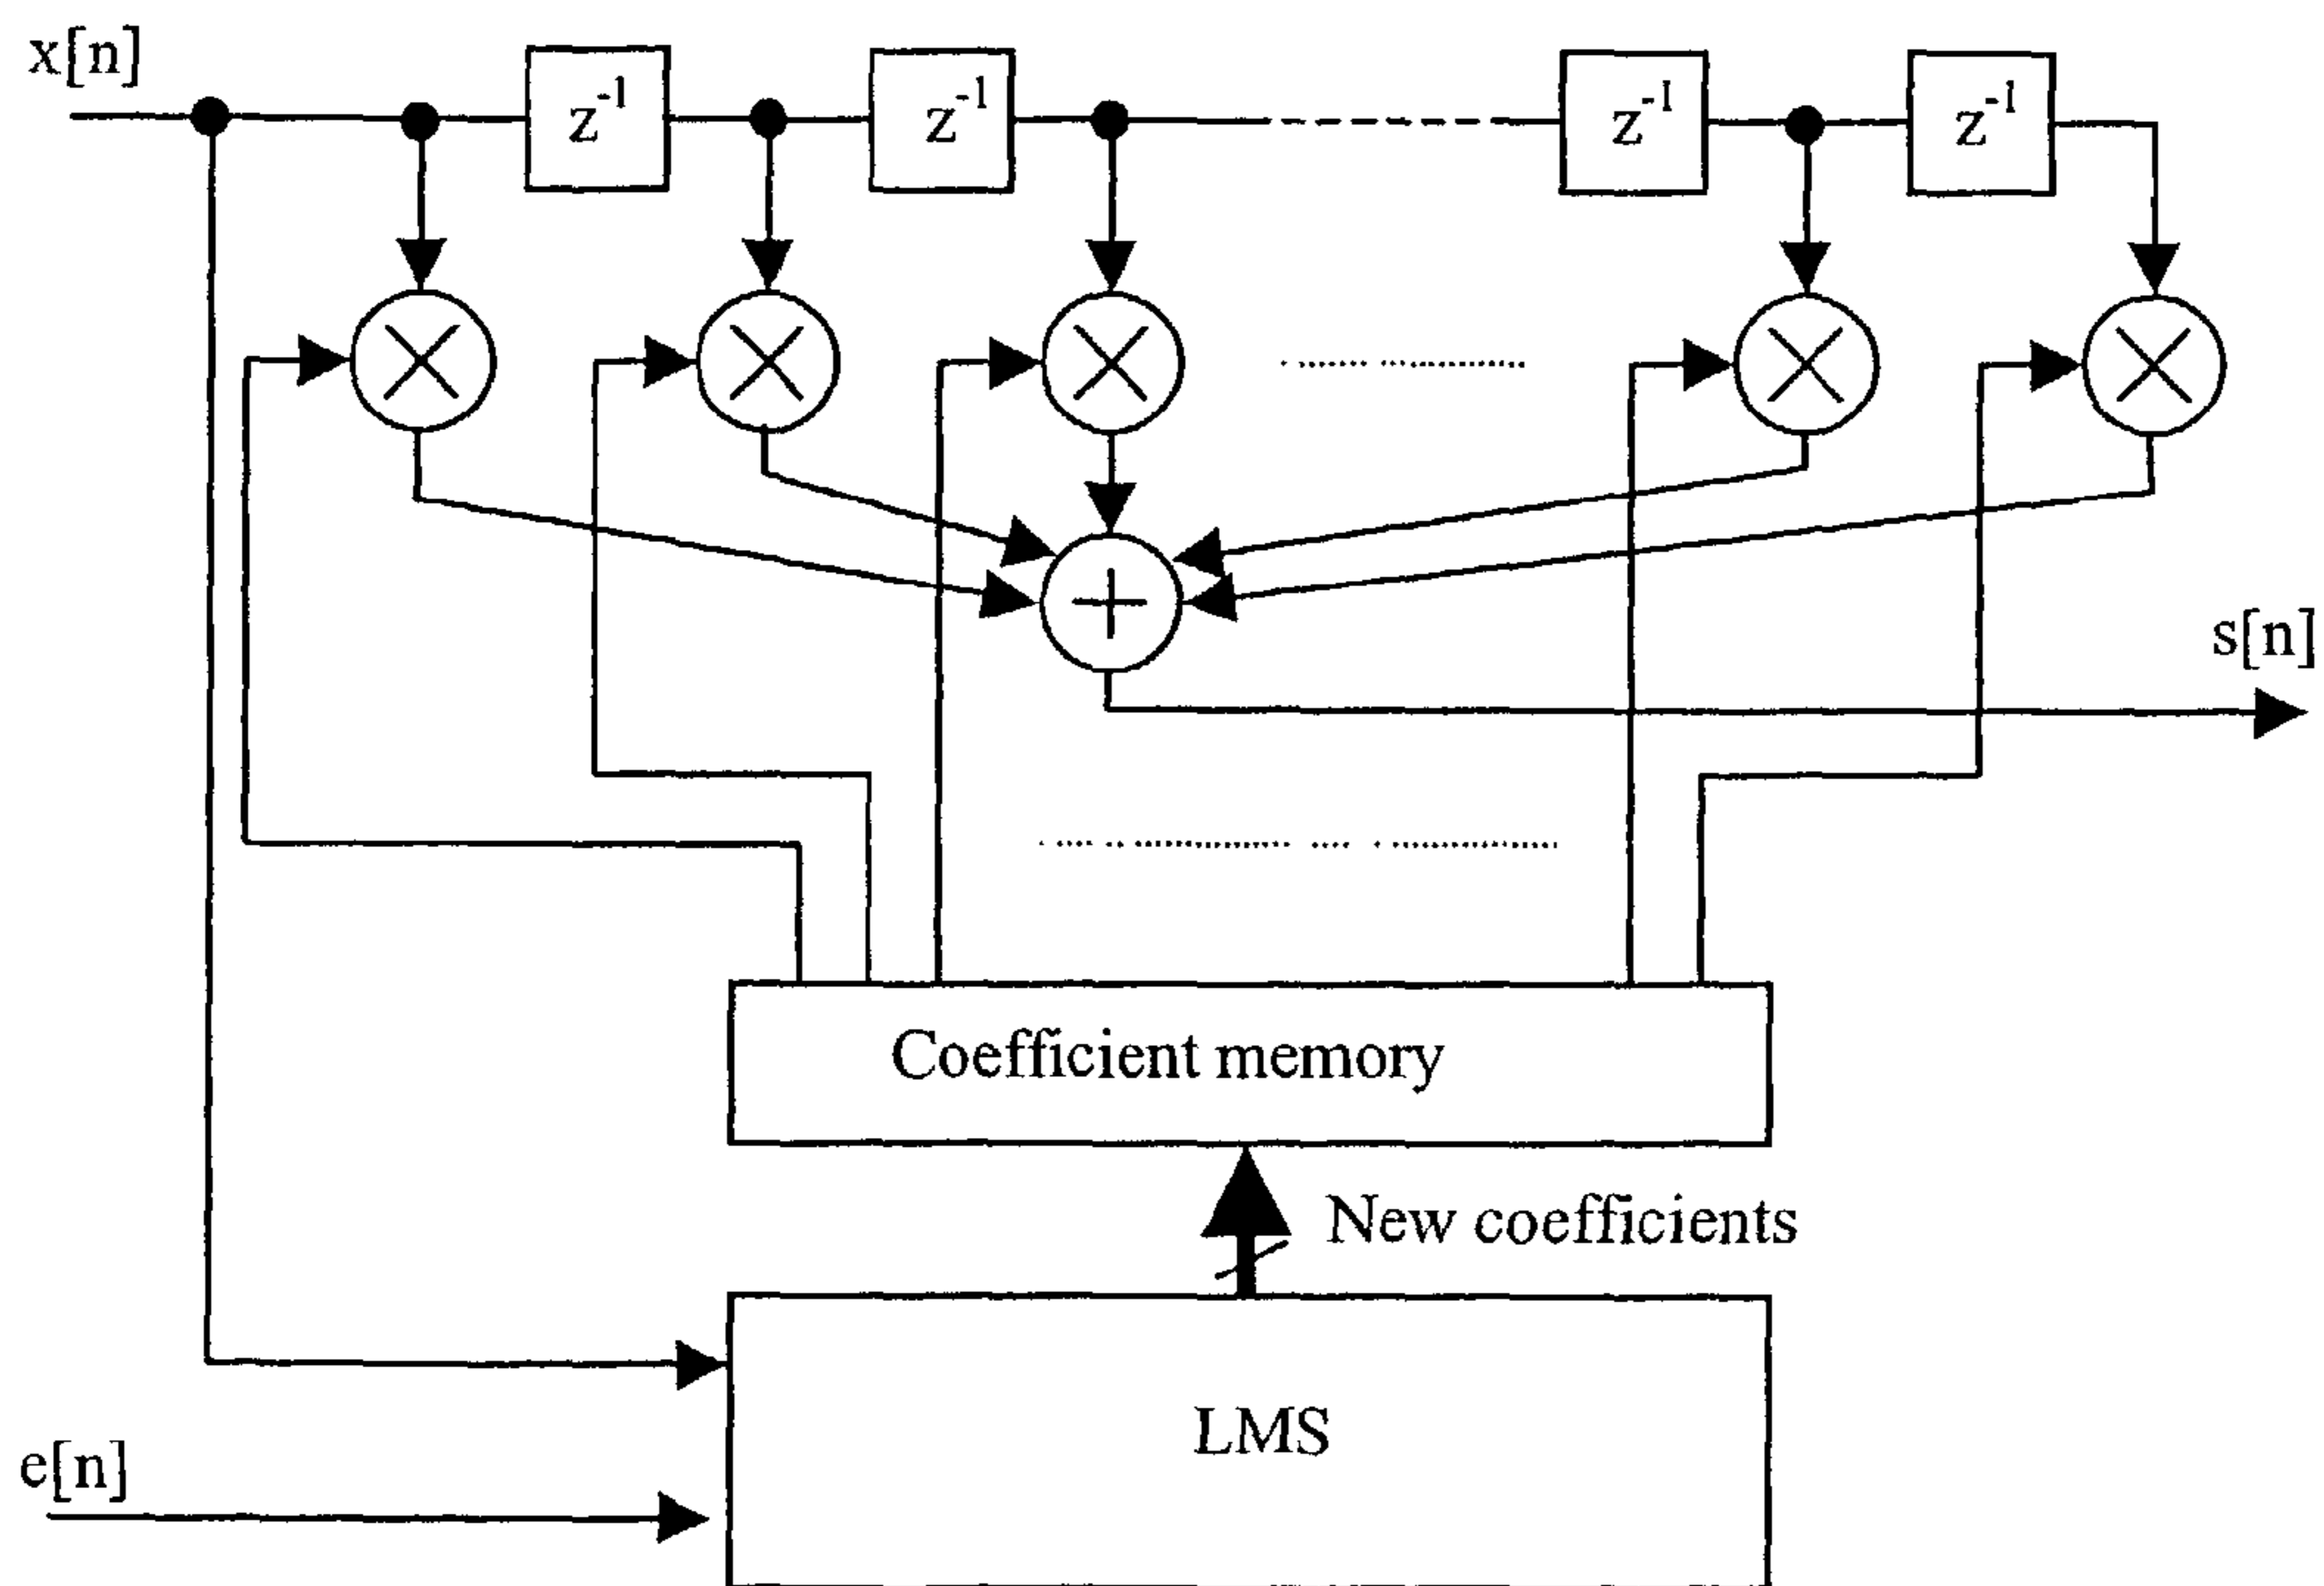 x[n]
z⁻¹
z⁻¹
z⁻¹
z⁻¹
s[n]
Coefficient memory
New coefficients
LMS
e[n]